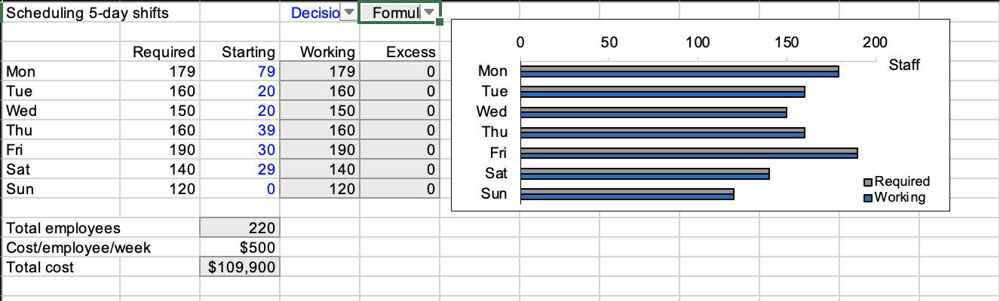 Scheduling 5-day shifts Decisio Formul
Required Starting Working Excess
Mon 179 79 179 0
Tue 160 20 160 0
Wed 150 20 150 0
Thu 160 39 160 0
Fri 190 30 190 0
Sat 140 29 140 0
Sun 120 0 120 0
Total employees 220
Cost/employee/week $500
Total cost $109,900
0 50 100 150 200
Staff
Mon
Tue
Wed
Thu
Fri
Sat
Sun
Required
Working